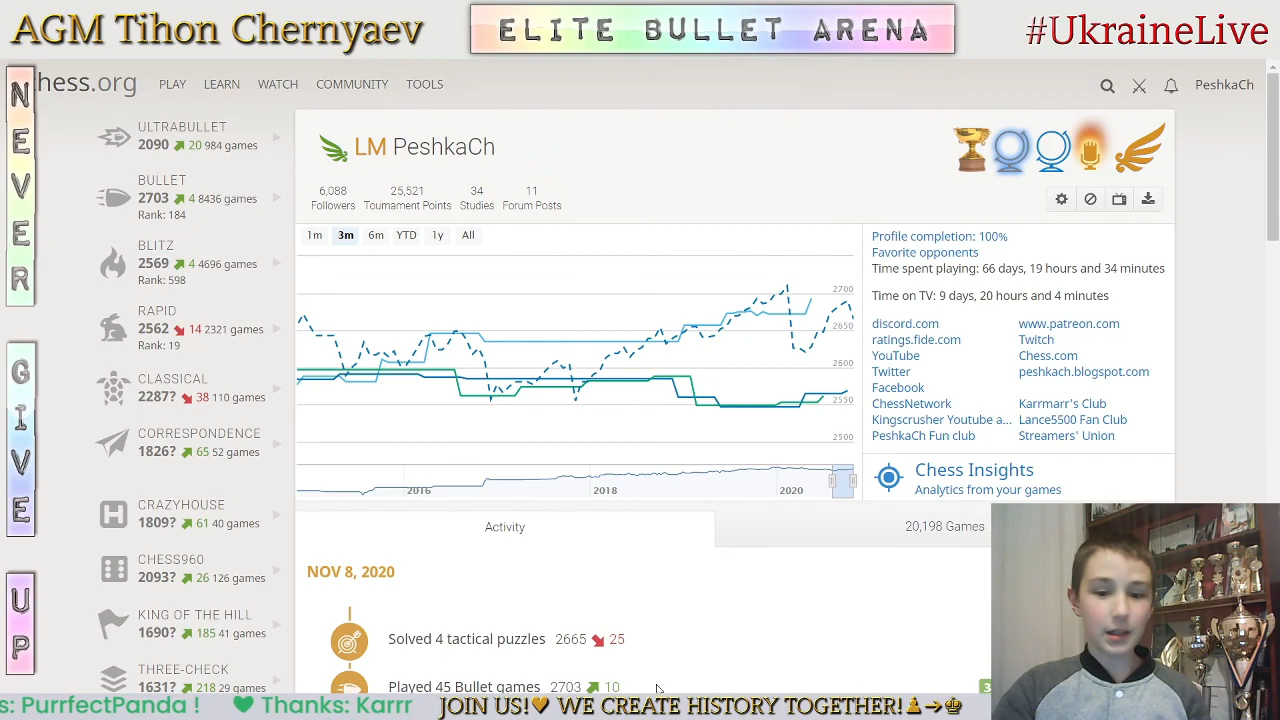 AGM Tihon Chernyaev
ELITE BULLET ARENA
#UkraineLive
NEVER
GIVE
UP
hess.org
PLAY LEARN WATCH COMMUNITY TOOLS
PeshkaCh
ULTRABULLET
2090 20 984 games
BULLET
2703 4 8436 games
Rank: 184
BLITZ
2569 4 4696 games
Rank: 598
RAPID
2562 14 2321 games
Rank: 19
CLASSICAL
2287? 38 110 games
CORRESPONDENCE
1826? 65 52 games
CRAZYHOUSE
1809? 61 40 games
CHESS960
2093? 26 126 games
KING OF THE HILL
1690? 185 41 games
THREE-CHECK
1631? 218 29 games
LM PeshkaCh
6,088 25,521 34 11
Followers Tournament Points Studies Forum Posts
1m 3m 6m YTD 1y All
2700
2650
2600
2550
2500
2016 2018 2020
Profile completion: 100%
Favorite opponents
Time spent playing: 66 days, 19 hours and 34 minutes
Time on TV: 9 days, 20 hours and 4 minutes
discord.com www.patreon.com
ratings.fide.com Twitch
YouTube Chess.com
Twitter peshkach.blogspot.com
Facebook
ChessNetwork Karrmarr's Club
Kingscrusher Youtube a... Lance5500 Fan Club
PeshkaCh Fun club Streamers' Union
Chess Insights
Analytics from your games
Activity 20,198 Games
NOV 8, 2020
Solved 4 tactical puzzles 2665 25
Played 45 Bullet games 2703 10
3
s: PurrfectPanda ! Thanks: Karrr
JOIN US! WE CREATE HISTORY TOGETHER!